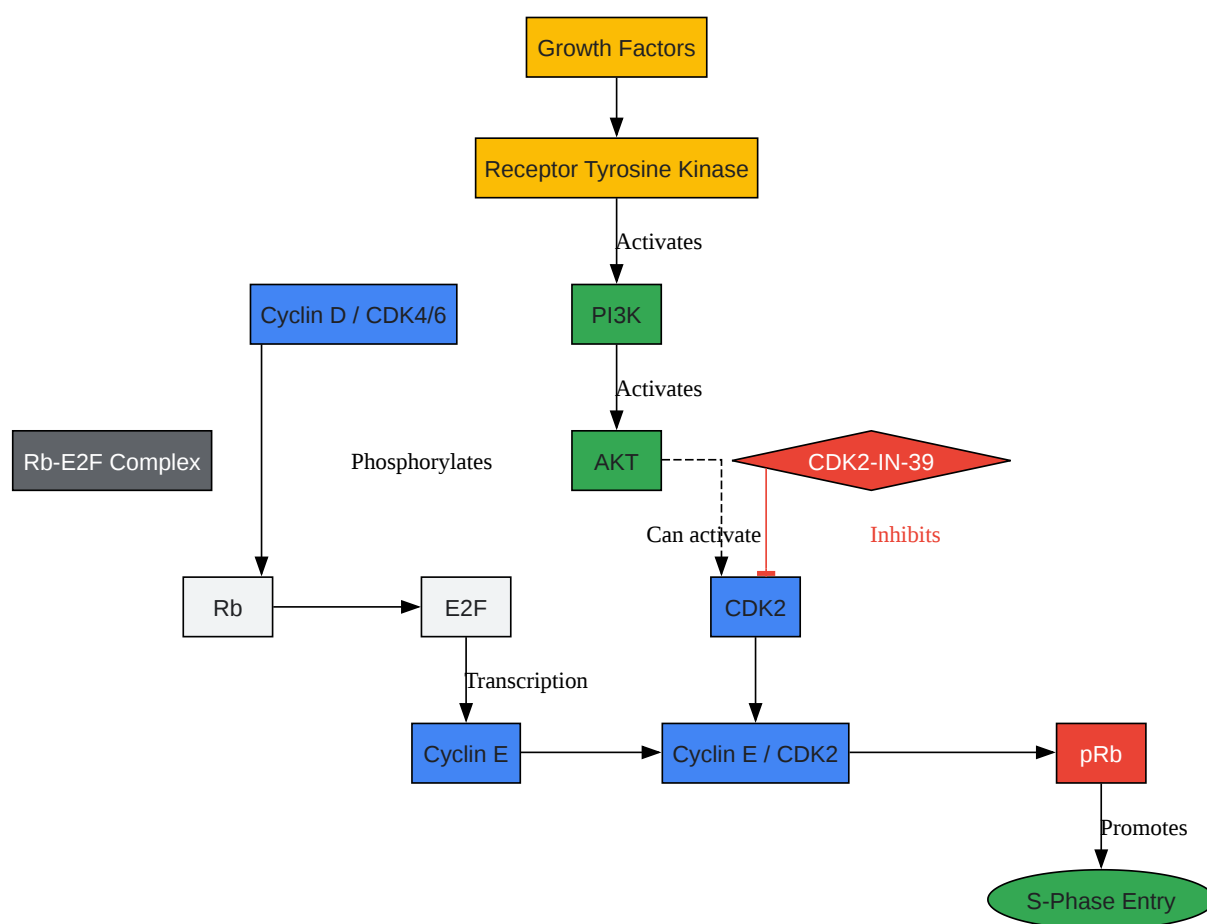 Growth Factors
Receptor Tyrosine Kinase
Activates
Cyclin D / CDK4/6
PI3K
Activates
Rb-E2F Complex
Phosphorylates
AKT
CDK2-IN-39
Can activate
Inhibits
Rb
E2F
CDK2
Transcription
Cyclin E
Cyclin E / CDK2
pRb
Promotes
S-Phase Entry